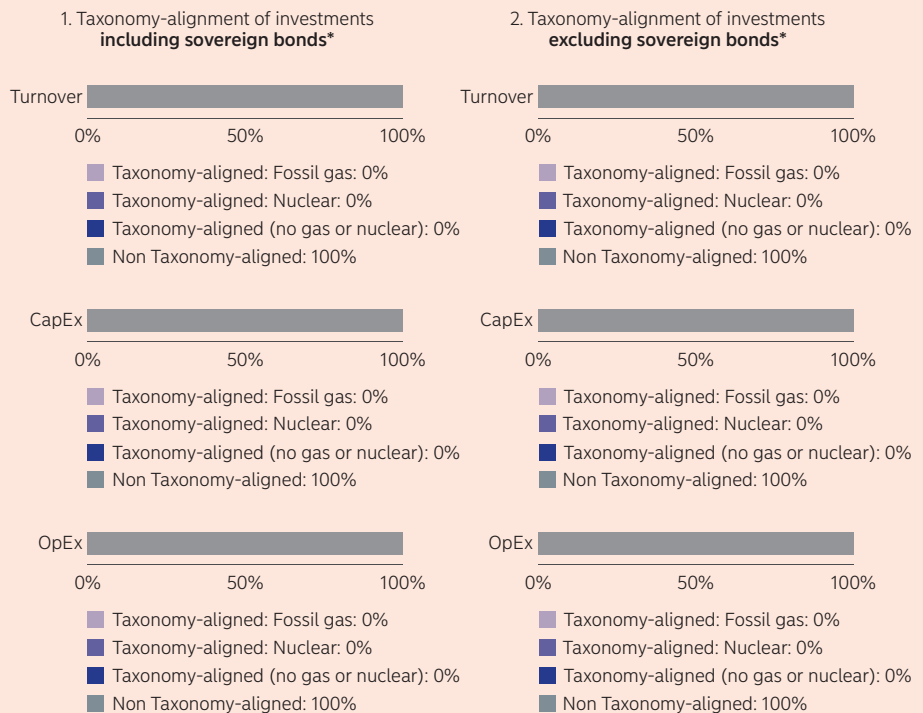 1. Taxonomy-alignment of investments
including sovereign bonds*
Turnover
0% 50% 100%
Taxonomy-aligned: Fossil gas: 0%
Taxonomy-aligned: Nuclear: 0%
Taxonomy-aligned (no gas or nuclear): 0%
Non Taxonomy-aligned: 100%
CapEx
0% 50% 100%
Taxonomy-aligned: Fossil gas: 0%
Taxonomy-aligned: Nuclear: 0%
Taxonomy-aligned (no gas or nuclear): 0%
Non Taxonomy-aligned: 100%
OpEx
0% 50% 100%
Taxonomy-aligned: Fossil gas: 0%
Taxonomy-aligned: Nuclear: 0%
Taxonomy-aligned (no gas or nuclear): 0%
Non Taxonomy-aligned: 100%
2. Taxonomy-alignment of investments
excluding sovereign bonds*
Turnover
0% 50% 100%
Taxonomy-aligned: Fossil gas: 0%
Taxonomy-aligned: Nuclear: 0%
Taxonomy-aligned (no gas or nuclear): 0%
Non Taxonomy-aligned: 100%
CapEx
0% 50% 100%
Taxonomy-aligned: Fossil gas: 0%
Taxonomy-aligned: Nuclear: 0%
Taxonomy-aligned (no gas or nuclear): 0%
Non Taxonomy-aligned: 100%
OpEx
0% 50% 100%
Taxonomy-aligned: Fossil gas: 0%
Taxonomy-aligned: Nuclear: 0%
Taxonomy-aligned (no gas or nuclear): 0%
Non Taxonomy-aligned: 100%